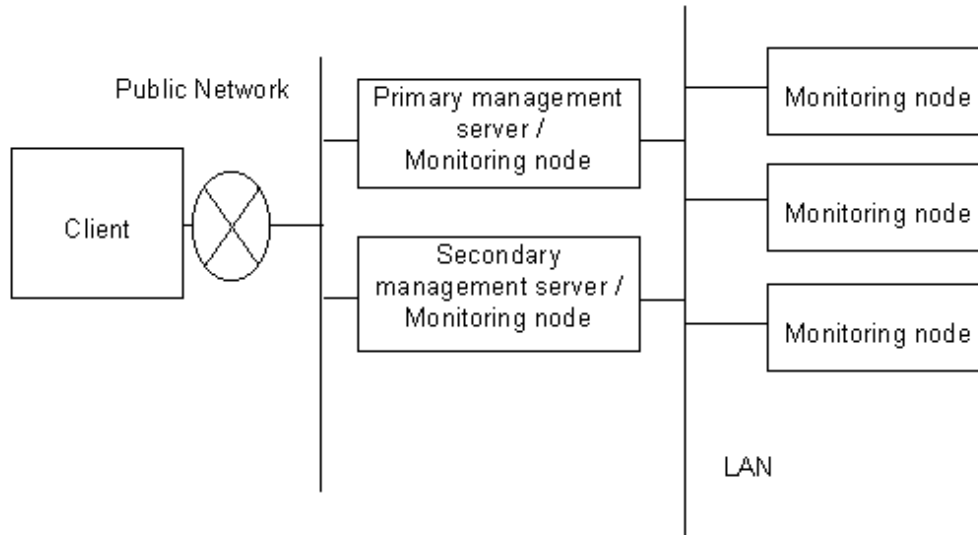 Public Network
Client
Primary management
server /
Monitoring node
Secondary
management server /
Monitoring node
Monitoring node
Monitoring node
Monitoring node
LAN